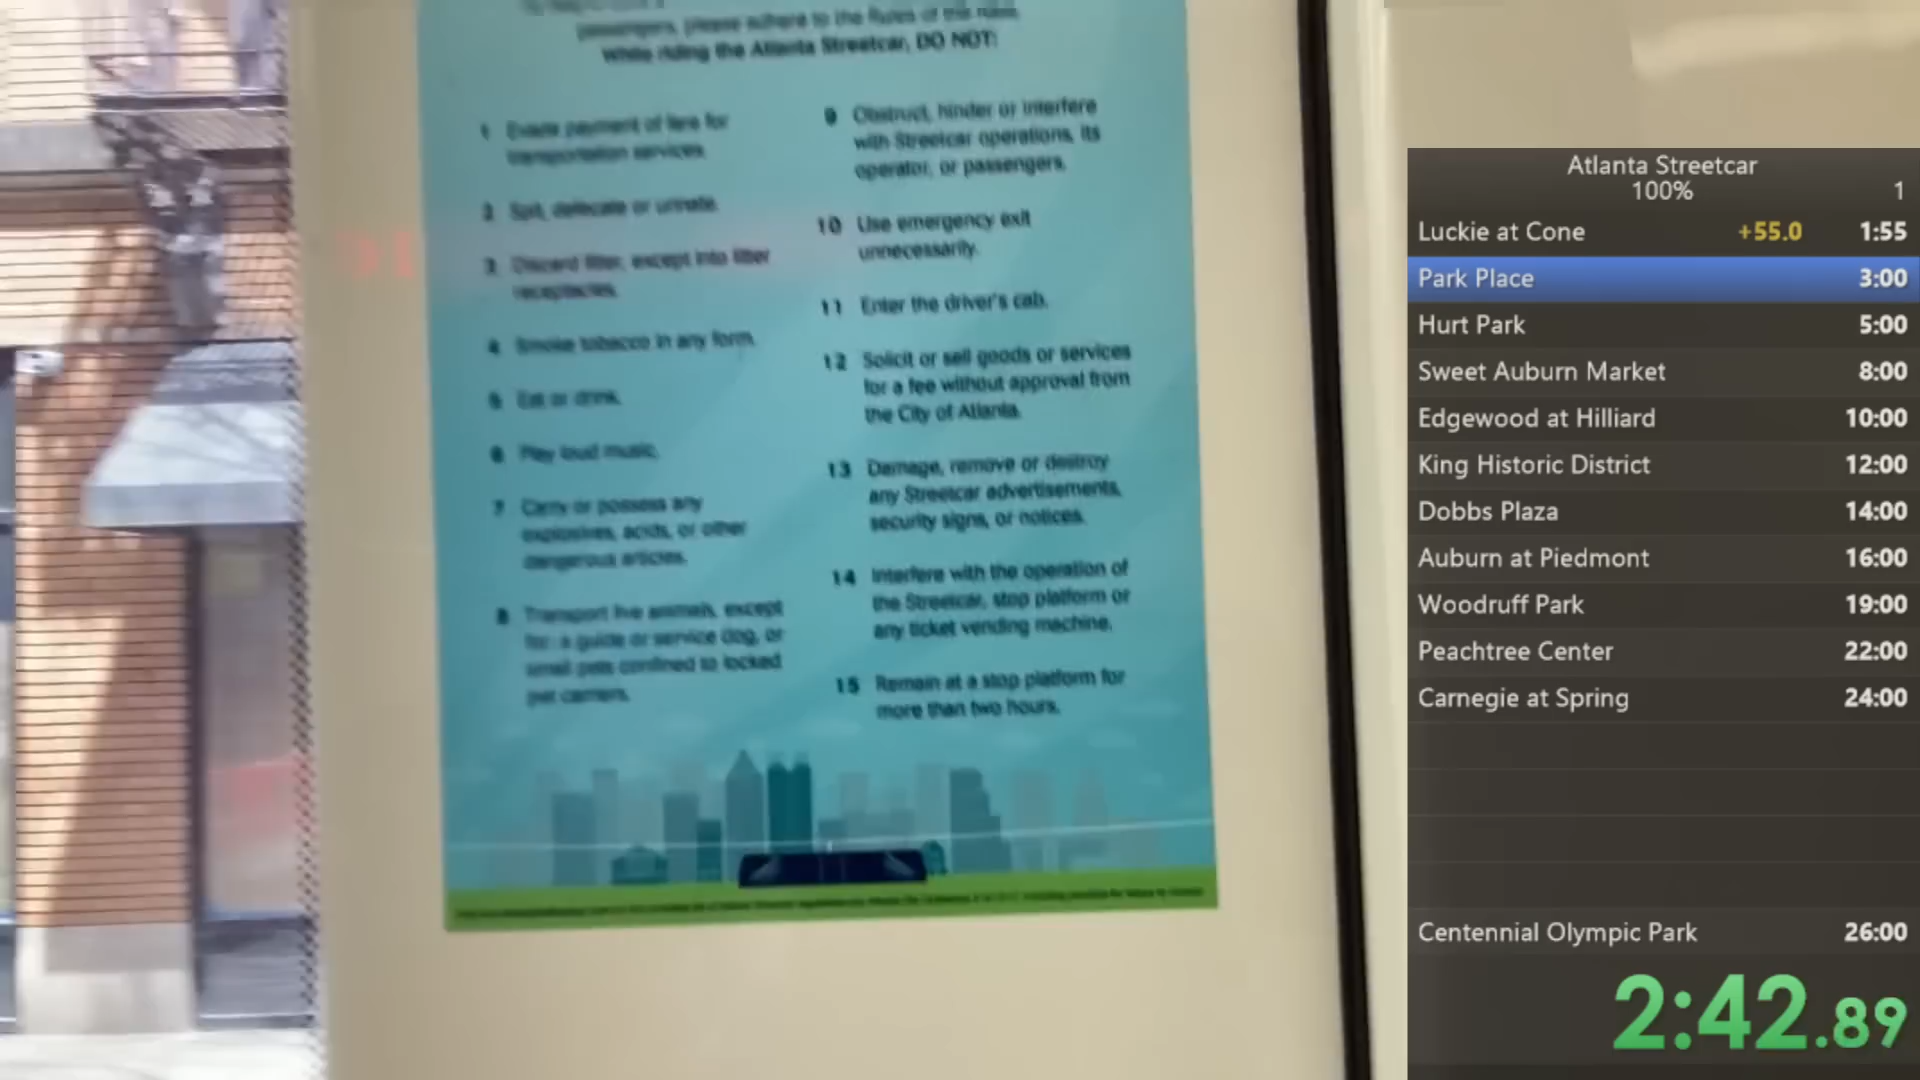 passengers, please adhere to the Rules of the Ride.
While riding the Atlanta Streetcar, DO NOT:
1 Evade payment of fare for
transportation services.
2 Spit, defecate or urinate.
3 Discard litter, except into litter
receptacles.
4 Smoke tobacco in any form.
5 Eat or drink.
6 Play loud music.
7 Carry or possess any
explosives, acids, or other
dangerous articles.
8 Transport live animals, except
for: a guide or service dog, or
small pets confined to locked
pet carriers.
9 Obstruct, hinder or interfere
with Streetcar operations, its
operator, or passengers.
10 Use emergency exit
unnecessarily.
11 Enter the driver's cab.
12 Solicit or sell goods or services
for a fee without approval from
the City of Atlanta.
13 Damage, remove or destroy
any Streetcar advertisements,
security signs, or notices.
14 Interfere with the operation of
the Streetcar, stop platform or
any ticket vending machine.
15 Remain at a stop platform for
more than two hours.
Atlanta Streetcar
100% 1
Luckie at Cone +55.0 1:55
Park Place 3:00
Hurt Park 5:00
Sweet Auburn Market 8:00
Edgewood at Hilliard 10:00
King Historic District 12:00
Dobbs Plaza 14:00
Auburn at Piedmont 16:00
Woodruff Park 19:00
Peachtree Center 22:00
Carnegie at Spring 24:00
Centennial Olympic Park 26:00
2:42.89